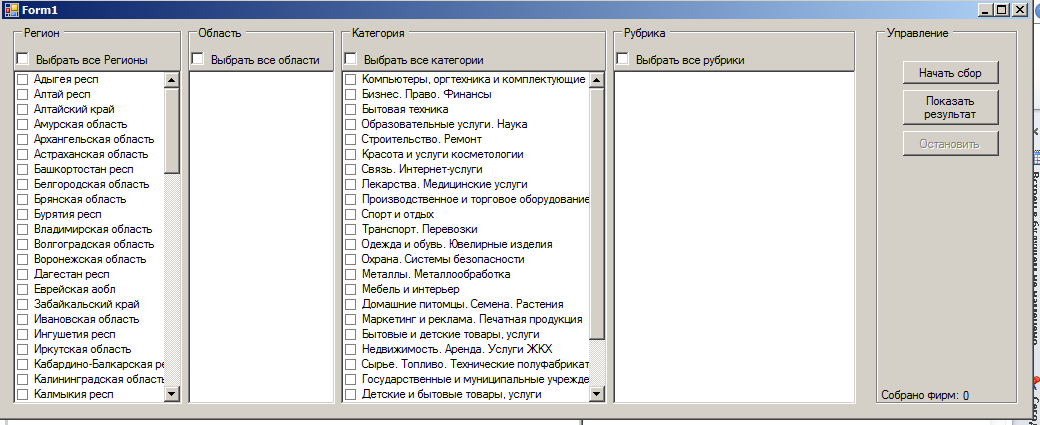 Form1
Регион
Выбрать все Регионы
Адыгея респ
Алтай респ
Алтайский край
Амурская область
Архангельская область
Астраханская область
Башкортостан респ
Белгородская область
Брянская область
Бурятия респ
Владимирская область
Волгоградская область
Воронежская область
Дагестан респ
Еврейская аобл
Забайкальский край
Ивановская область
Ингушетия респ
Иркутская область
Кабардино-Балкарская ре
Калининградская область
Калмыкия респ
Область
Выбрать все области
Категория
Выбрать все категории
Компьютеры, оргтехника и комплектующие
Бизнес. Право. Финансы
Бытовая техника
Образовательные услуги. Наука
Строительство. Ремонт
Красота и услуги косметологии
Связь. Интернет-услуги
Лекарства. Медицинские услуги
Производственное и торговое оборудование
Спорт и отдых
Транспорт. Перевозки
Одежда и обувь. Ювелирные изделия
Охрана. Системы безопасности
Металлы. Металлообработка
Мебель и интерьер
Домашние питомцы. Семена. Растения
Маркетинг и реклама. Печатная продукция
Бытовые и детские товары, услуги
Недвижимость. Аренда. Услуги ЖКХ
Сырье. Топливо. Технические полуфабрикат
Государственные и муниципальные учрежде
Детские и бытовые товары, услуги
Рубрика
Выбрать все рубрики
Управление
Начать сбор
Показать
результат
Остановить
Собрано фирм: 0